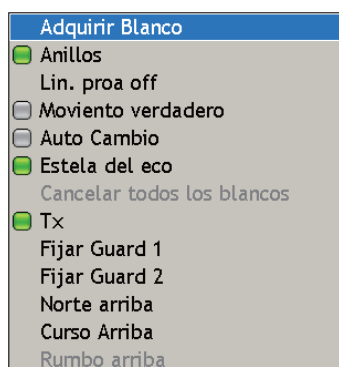 Adquirir Blanco
Anillos
Lin. proa off
Moviento verdadero
Auto Cambio
Estela del eco
Cancelar todos los blancos
Tx
Fijar Guard 1
Fijar Guard 2
Norte arriba
Curso Arriba
Rumbo arriba